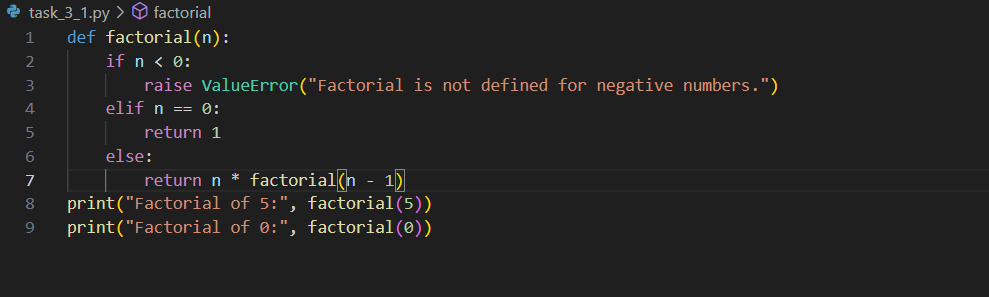 task_3_1.py > factorial
1 def factorial(n):
2     if n < 0:
3         raise ValueError("Factorial is not defined for negative numbers.")
4     elif n == 0:
5         return 1
6     else:
7         return n * factorial(n - 1)
8 print("Factorial of 5:", factorial(5))
9 print("Factorial of 0:", factorial(0))